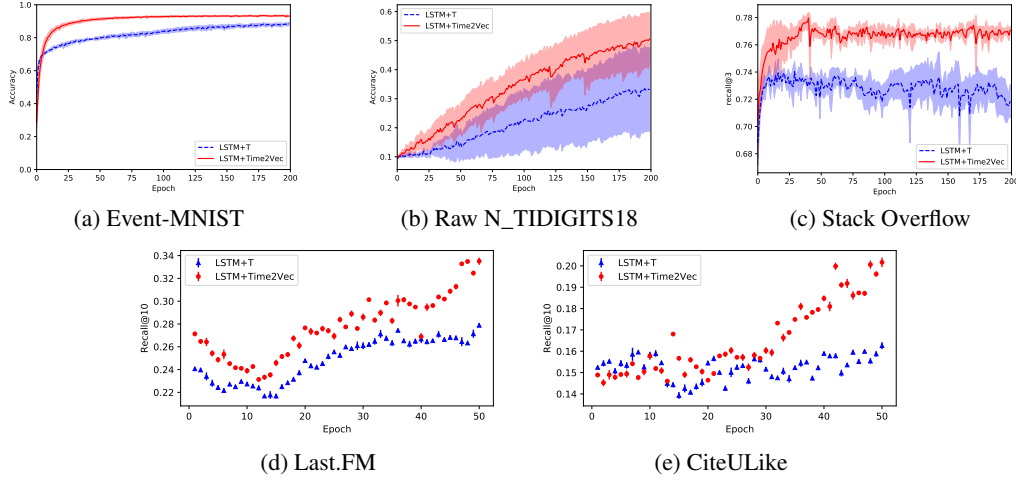 1.0
0.8
0.6
0.4
0.2
0.0
Accuracy
0 25 50 75 100 125 150 175 200
Epoch
LSTM+T
LSTM+Time2Vec
(a) Event-MNIST
0.6
0.5
0.4
0.3
0.2
0.1
Accuracy
0 25 50 75 100 125 150 175 200
Epoch
LSTM+T
LSTM+Time2Vec
(b) Raw N_TIDIGITS18
0.78
0.76
0.74
0.72
0.70
0.68
recall@3
0 25 50 75 100 125 150 175 200
Epoch
LSTM+T
LSTM+Time2Vec
(c) Stack Overflow
0.34
0.32
0.30
0.28
0.26
0.24
0.22
Recall@10
0 10 20 30 40 50
Epoch
LSTM+T
LSTM+Time2Vec
(d) Last.FM
0.20
0.19
0.18
0.17
0.16
0.15
0.14
Recall@10
0 10 20 30 40 50
Epoch
LSTM+T
LSTM+Time2Vec
(e) CiteULike